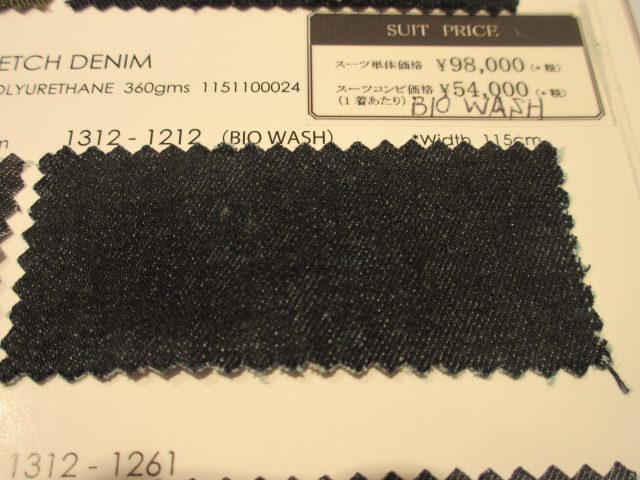 SUIT PRICE
スーツ単体価格 ¥98,000 (+税)
スーツコンビ価格 ¥54,000 (+税)
(1着あたり) BIO WASH
ETCH DENIM
OLYURETHANE 360gms 1151100024
1312 - 1212 (BIO WASH) *Width 115cm
1312 - 1261